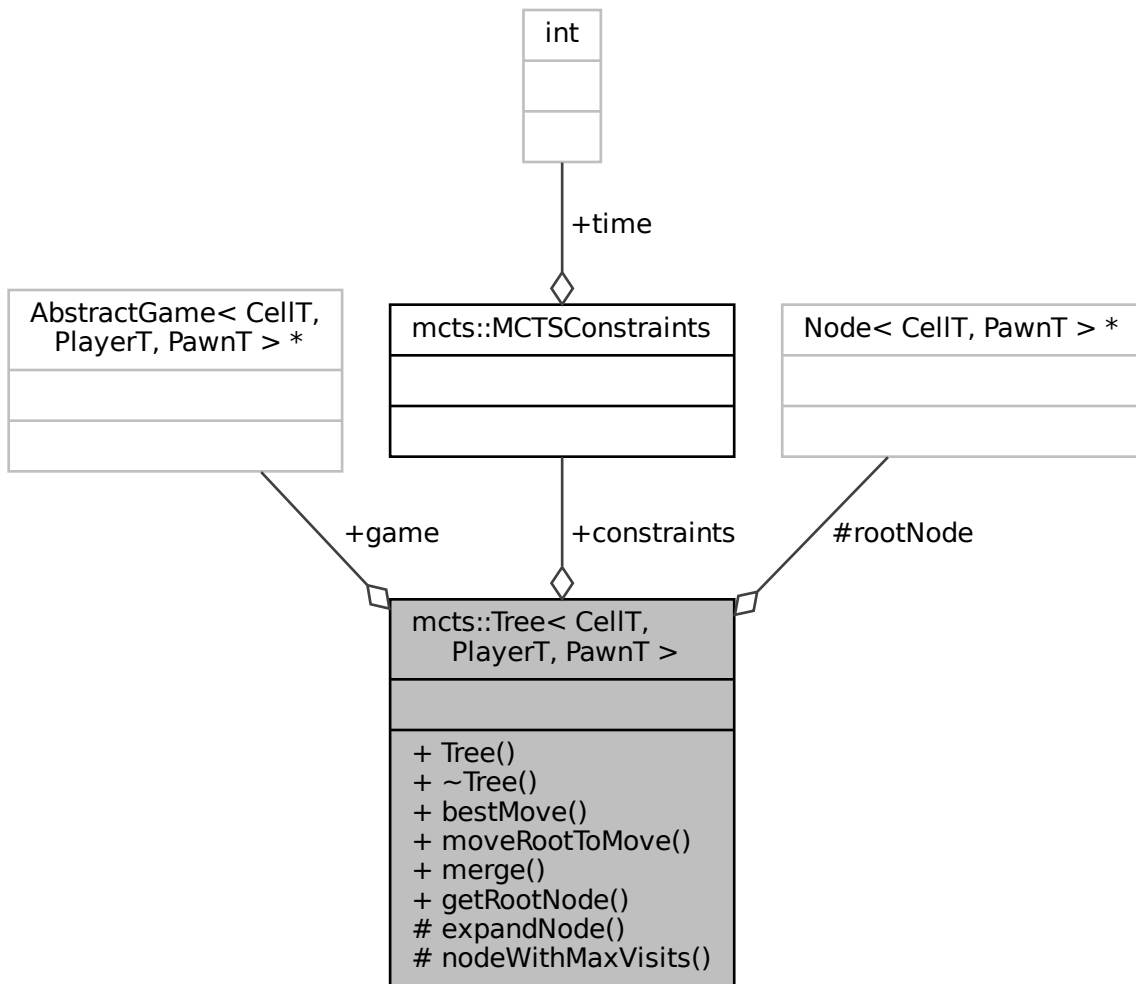 int
+time
AbstractGame< CellT,
PlayerT, PawnT > *
mcts::MCTSConstraints
Node< CellT, PawnT > *
+game
+constraints
#rootNode
mcts::Tree< CellT,
PlayerT, PawnT >
+ Tree()
+ ~Tree()
+ bestMove()
+ moveRootToMove()
+ merge()
+ getRootNode()
# expandNode()
# nodeWithMaxVisits()